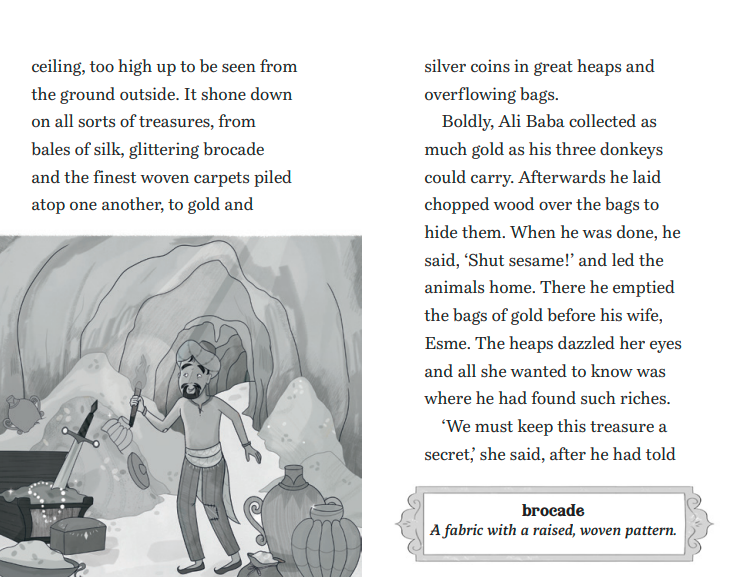 ceiling, too high up to be seen from
the ground outside. It shone down
on all sorts of treasures, from
bales of silk, glittering brocade
and the finest woven carpets piled
atop one another, to gold and
silver coins in great heaps and
overflowing bags.
Boldly, Ali Baba collected as
much gold as his three donkeys
could carry. Afterwards he laid
chopped wood over the bags to
hide them. When he was done, he
said, ‘Shut sesame!’ and led the
animals home. There he emptied
the bags of gold before his wife,
Esme. The heaps dazzled her eyes
and all she wanted to know was
where he had found such riches.
‘We must keep this treasure a
secret,’ she said, after he had told
brocade
A fabric with a raised, woven pattern.